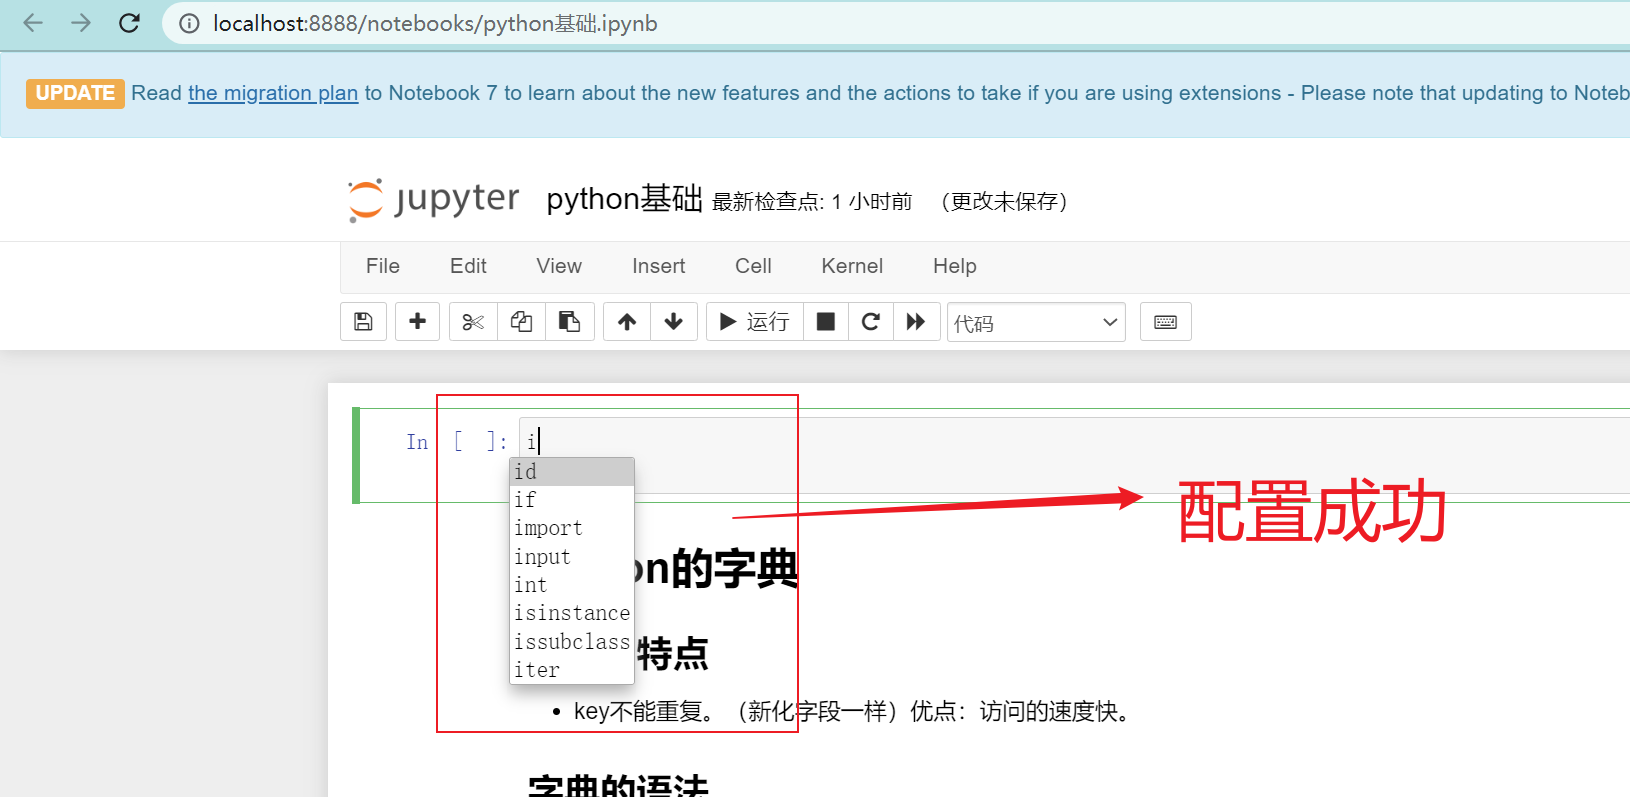 localhost:8888/notebooks/python基础.ipynb
UPDATE Read the migration plan to Notebook 7 to learn about the new features and the actions to take if you are using extensions - Please note that updating to Noteb
jupyter python基础 最新检查点: 1 小时前 （更改未保存）
File Edit View Insert Cell Kernel Help
运行 代码
In [ ]: i
id
if
import
input
int
isinstance
issubclass
iter
配置成功
on的字典
特点
• key不能重复。（新化字段一样）优点：访问的速度快。
字典的语法